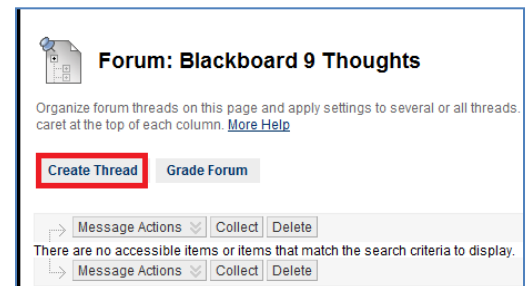 Forum: Blackboard 9 Thoughts
Organize forum threads on this page and apply settings to several or all threads.
caret at the top of each column. More Help
Create Thread Grade Forum
Message Actions Collect Delete
There are no accessible items or items that match the search criteria to display.
Message Actions Collect Delete